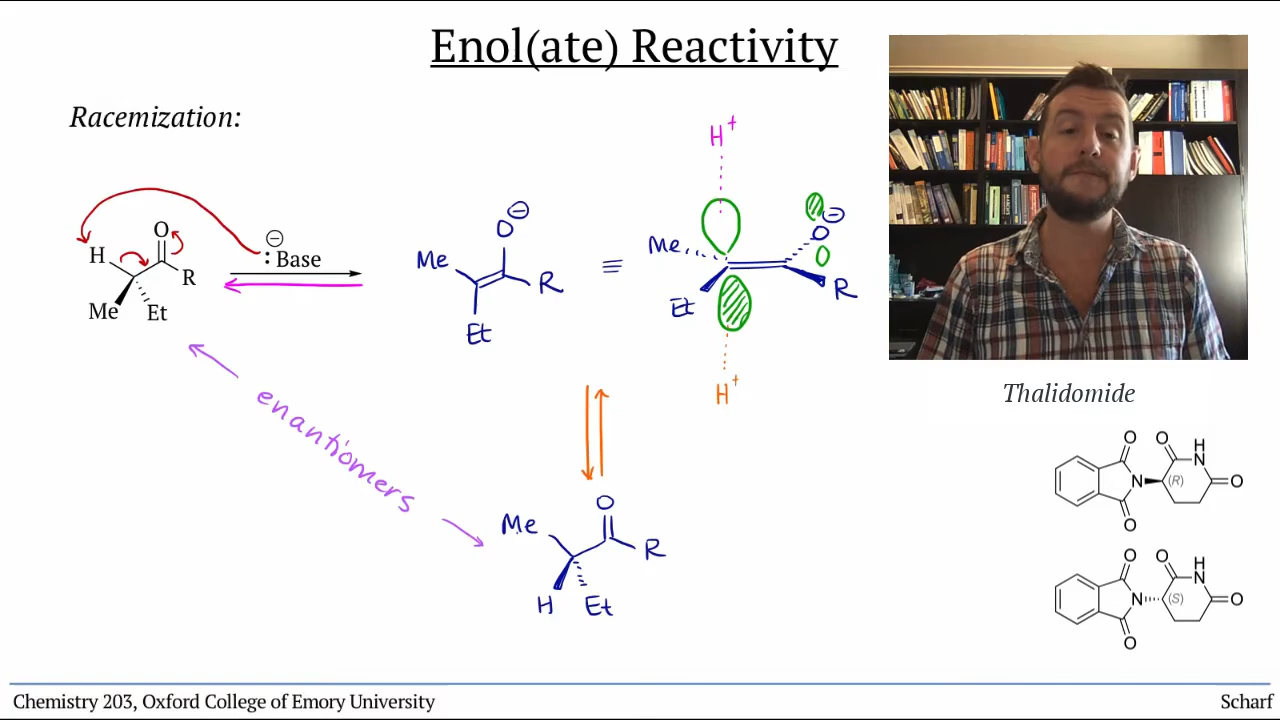 Enol(ate) Reactivity
Racemization:
H
O
R
Me
Et
⊖
: Base
Me
O⊖
R
Et
≡
H+
Me
O⊖
Et
R
H+
enantiomers
Me
O
R
H
Et
Thalidomide
O
O
H
N
N
(R)
O
O
O
O
H
N
N
(S)
O
O
Chemistry 203, Oxford College of Emory University
Scharf